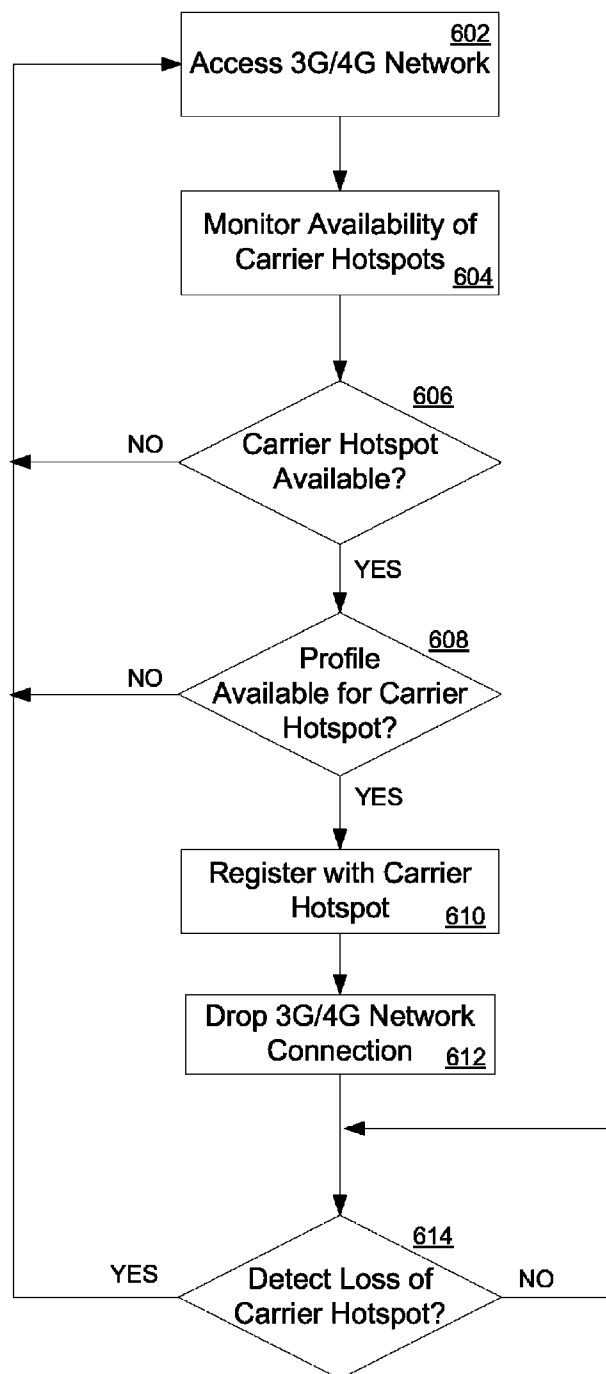 602
Access 3G/4G Network
Monitor Availability of
Carrier Hotspots
604
606
NO
Carrier Hotspot
Available?
YES
608
NO
Profile
Available for Carrier
Hotspot?
YES
Register with Carrier
Hotspot
610
Drop 3G/4G Network
Connection
612
614
YES
Detect Loss of
Carrier Hotspot?
NO